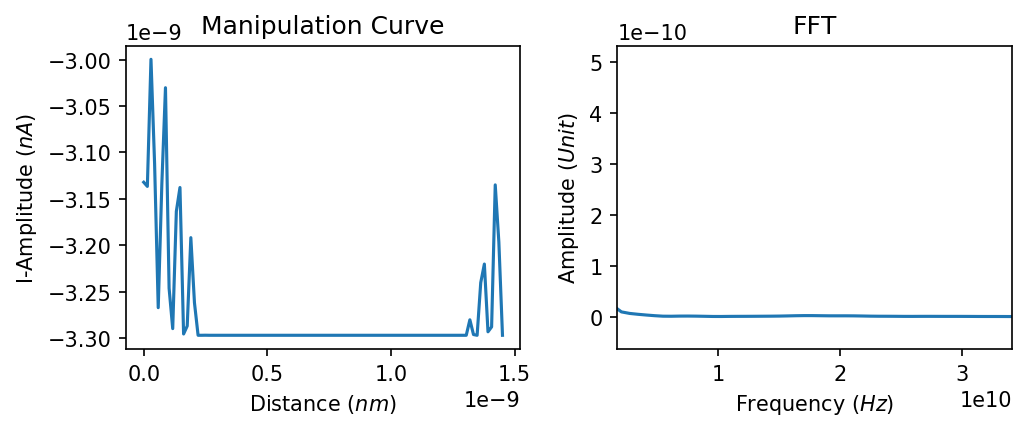 Manipulation Curve
1e−9
−3.00
−3.05
−3.10
−3.15
−3.20
−3.25
−3.30
I-Amplitude (nA)
0.0 0.5 1.0 1.5
Distance (nm)
1e−9
FFT
1e−10
5
4
3
2
1
0
Amplitude (Unit)
1 2 3
Frequency (Hz)
1e10